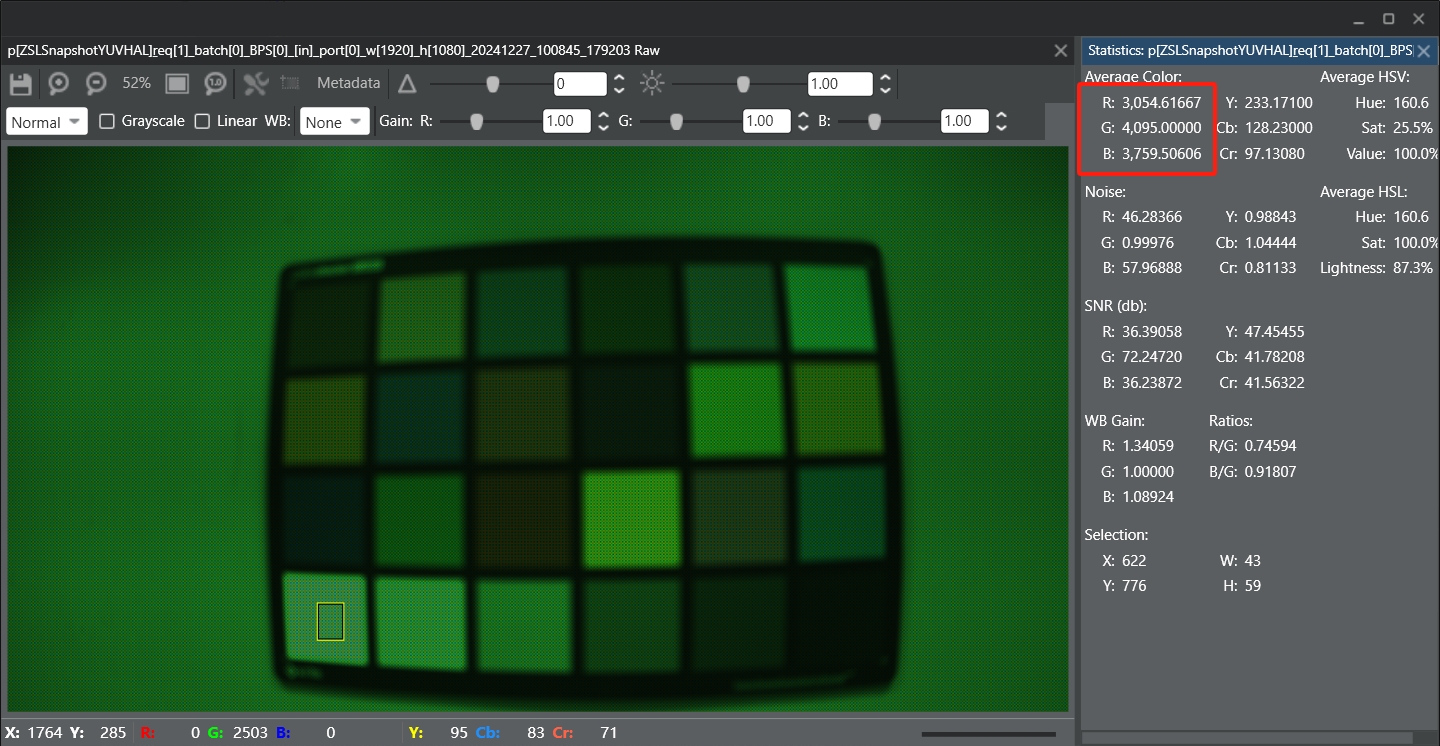 p[ZSLSnapshotYUVHAL]req[1]_batch[0]_BPS[0]_[in]_port[0]_w[1920]_h[1080]_20241227_100845_179203 Raw
52% 1.0 Metadata 0 1.00
Normal Grayscale Linear WB: None Gain: R: 1.00 G: 1.00 B: 1.00
X: 1764 Y: 285 R: 0 G: 2503 B: 0 Y: 95 Cb: 83 Cr: 71
Statistics: p[ZSLSnapshotYUVHAL]req[1]_batch[0]_BPS[
Average Color: Average HSV:
R: 3,054.61667 Y: 233.17100 Hue: 160.6
G: 4,095.00000 Cb: 128.23000 Sat: 25.5%
B: 3,759.50606 Cr: 97.13080 Value: 100.0%
Noise: Average HSL:
R: 46.28366 Y: 0.98843 Hue: 160.6
G: 0.99976 Cb: 1.04444 Sat: 100.0%
B: 57.96888 Cr: 0.81133 Lightness: 87.3%
SNR (db):
R: 36.39058 Y: 47.45455
G: 72.24720 Cb: 41.78208
B: 36.23872 Cr: 41.56322
WB Gain: Ratios:
R: 1.34059 R/G: 0.74594
G: 1.00000 B/G: 0.91807
B: 1.08924
Selection:
X: 622 W: 43
Y: 776 H: 59